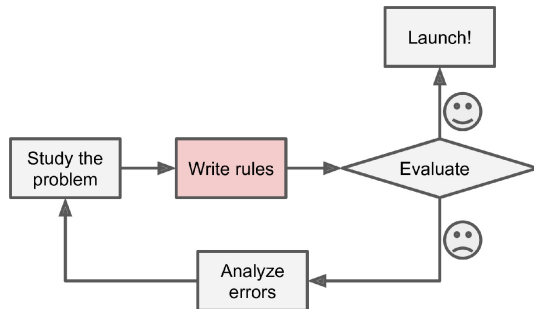 Launch!
Study the
problem
Write rules
Evaluate
Analyze
errors